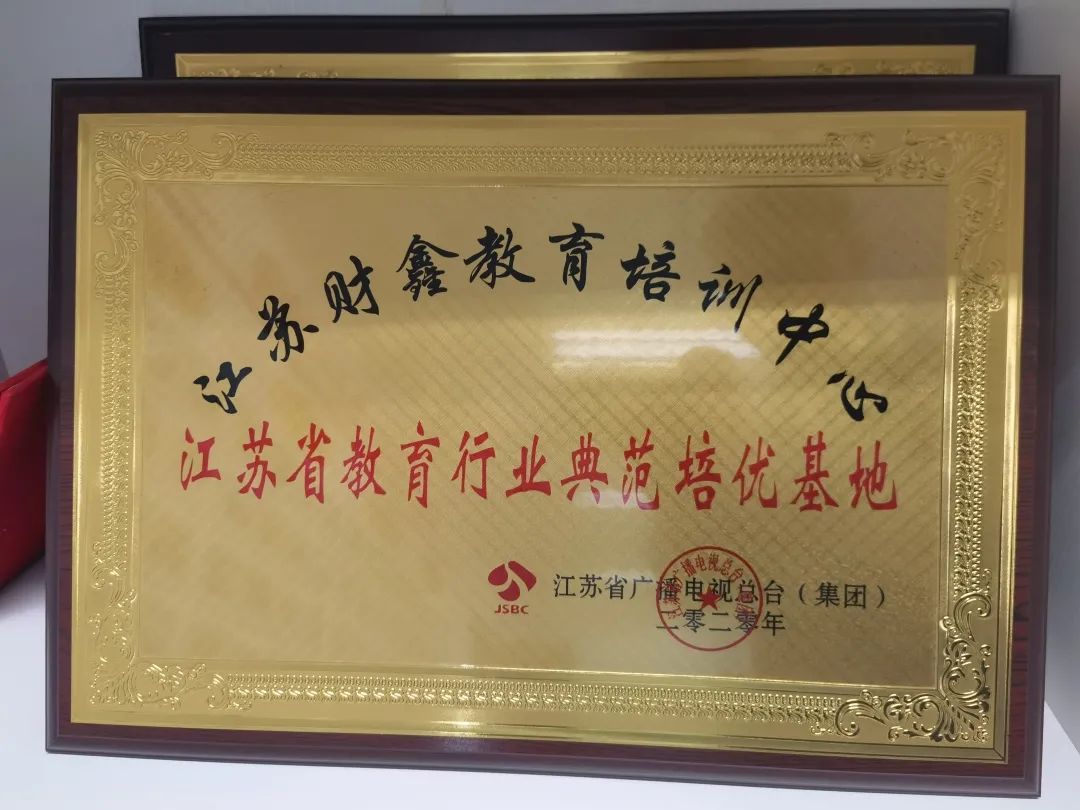 江苏财鑫教育培训中心
江苏省教育行业典范培优基地
JSBC
江苏省广播电视总台（集团）
二零二零年